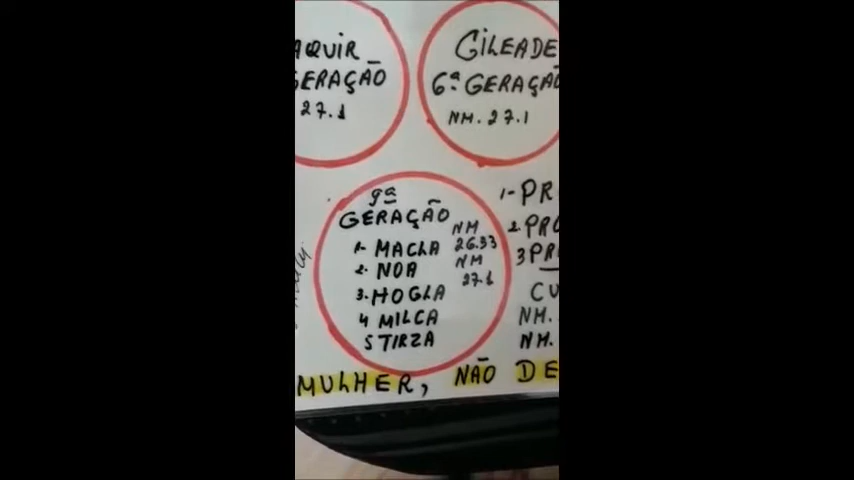 AQUIR
GERAÇÃO
27.1
GILEADE
6ª GERAÇÃO
NM. 27.1
9ª
GERAÇÃO
1- MACLA
2- NOA
3. HOGLA
4 MILCA
5 TIRZA
NM
26.33
NM
27.1
1- PR
2. PRO
3 PRI
CU
NM.
NM.
MULHER, NÃO DE